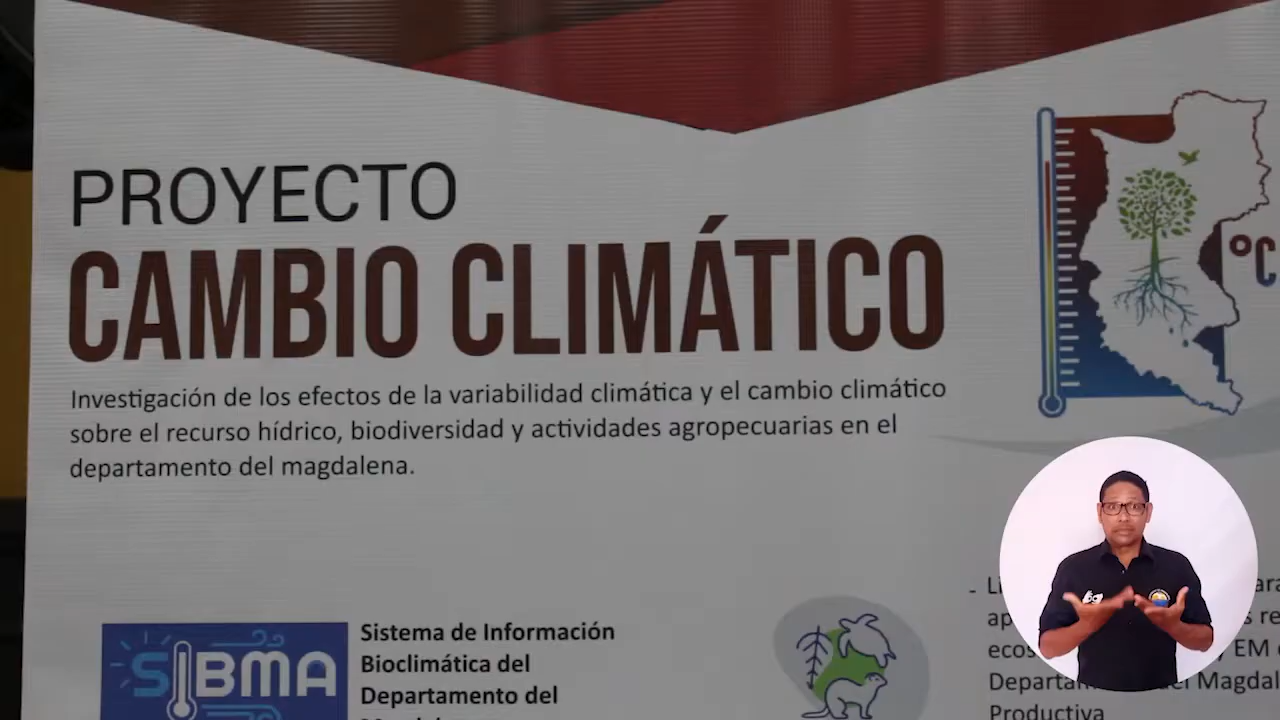 PROYECTO
CAMBIO CLIMÁTICO
Investigación de los efectos de la variabilidad climática y el cambio climático
sobre el recurso hídrico, biodiversidad y actividades agropecuarias en el
departamento del magdalena.
°C
SIBMA
Sistema de Información
Bioclimática del
Departamento del
EM
Productiva